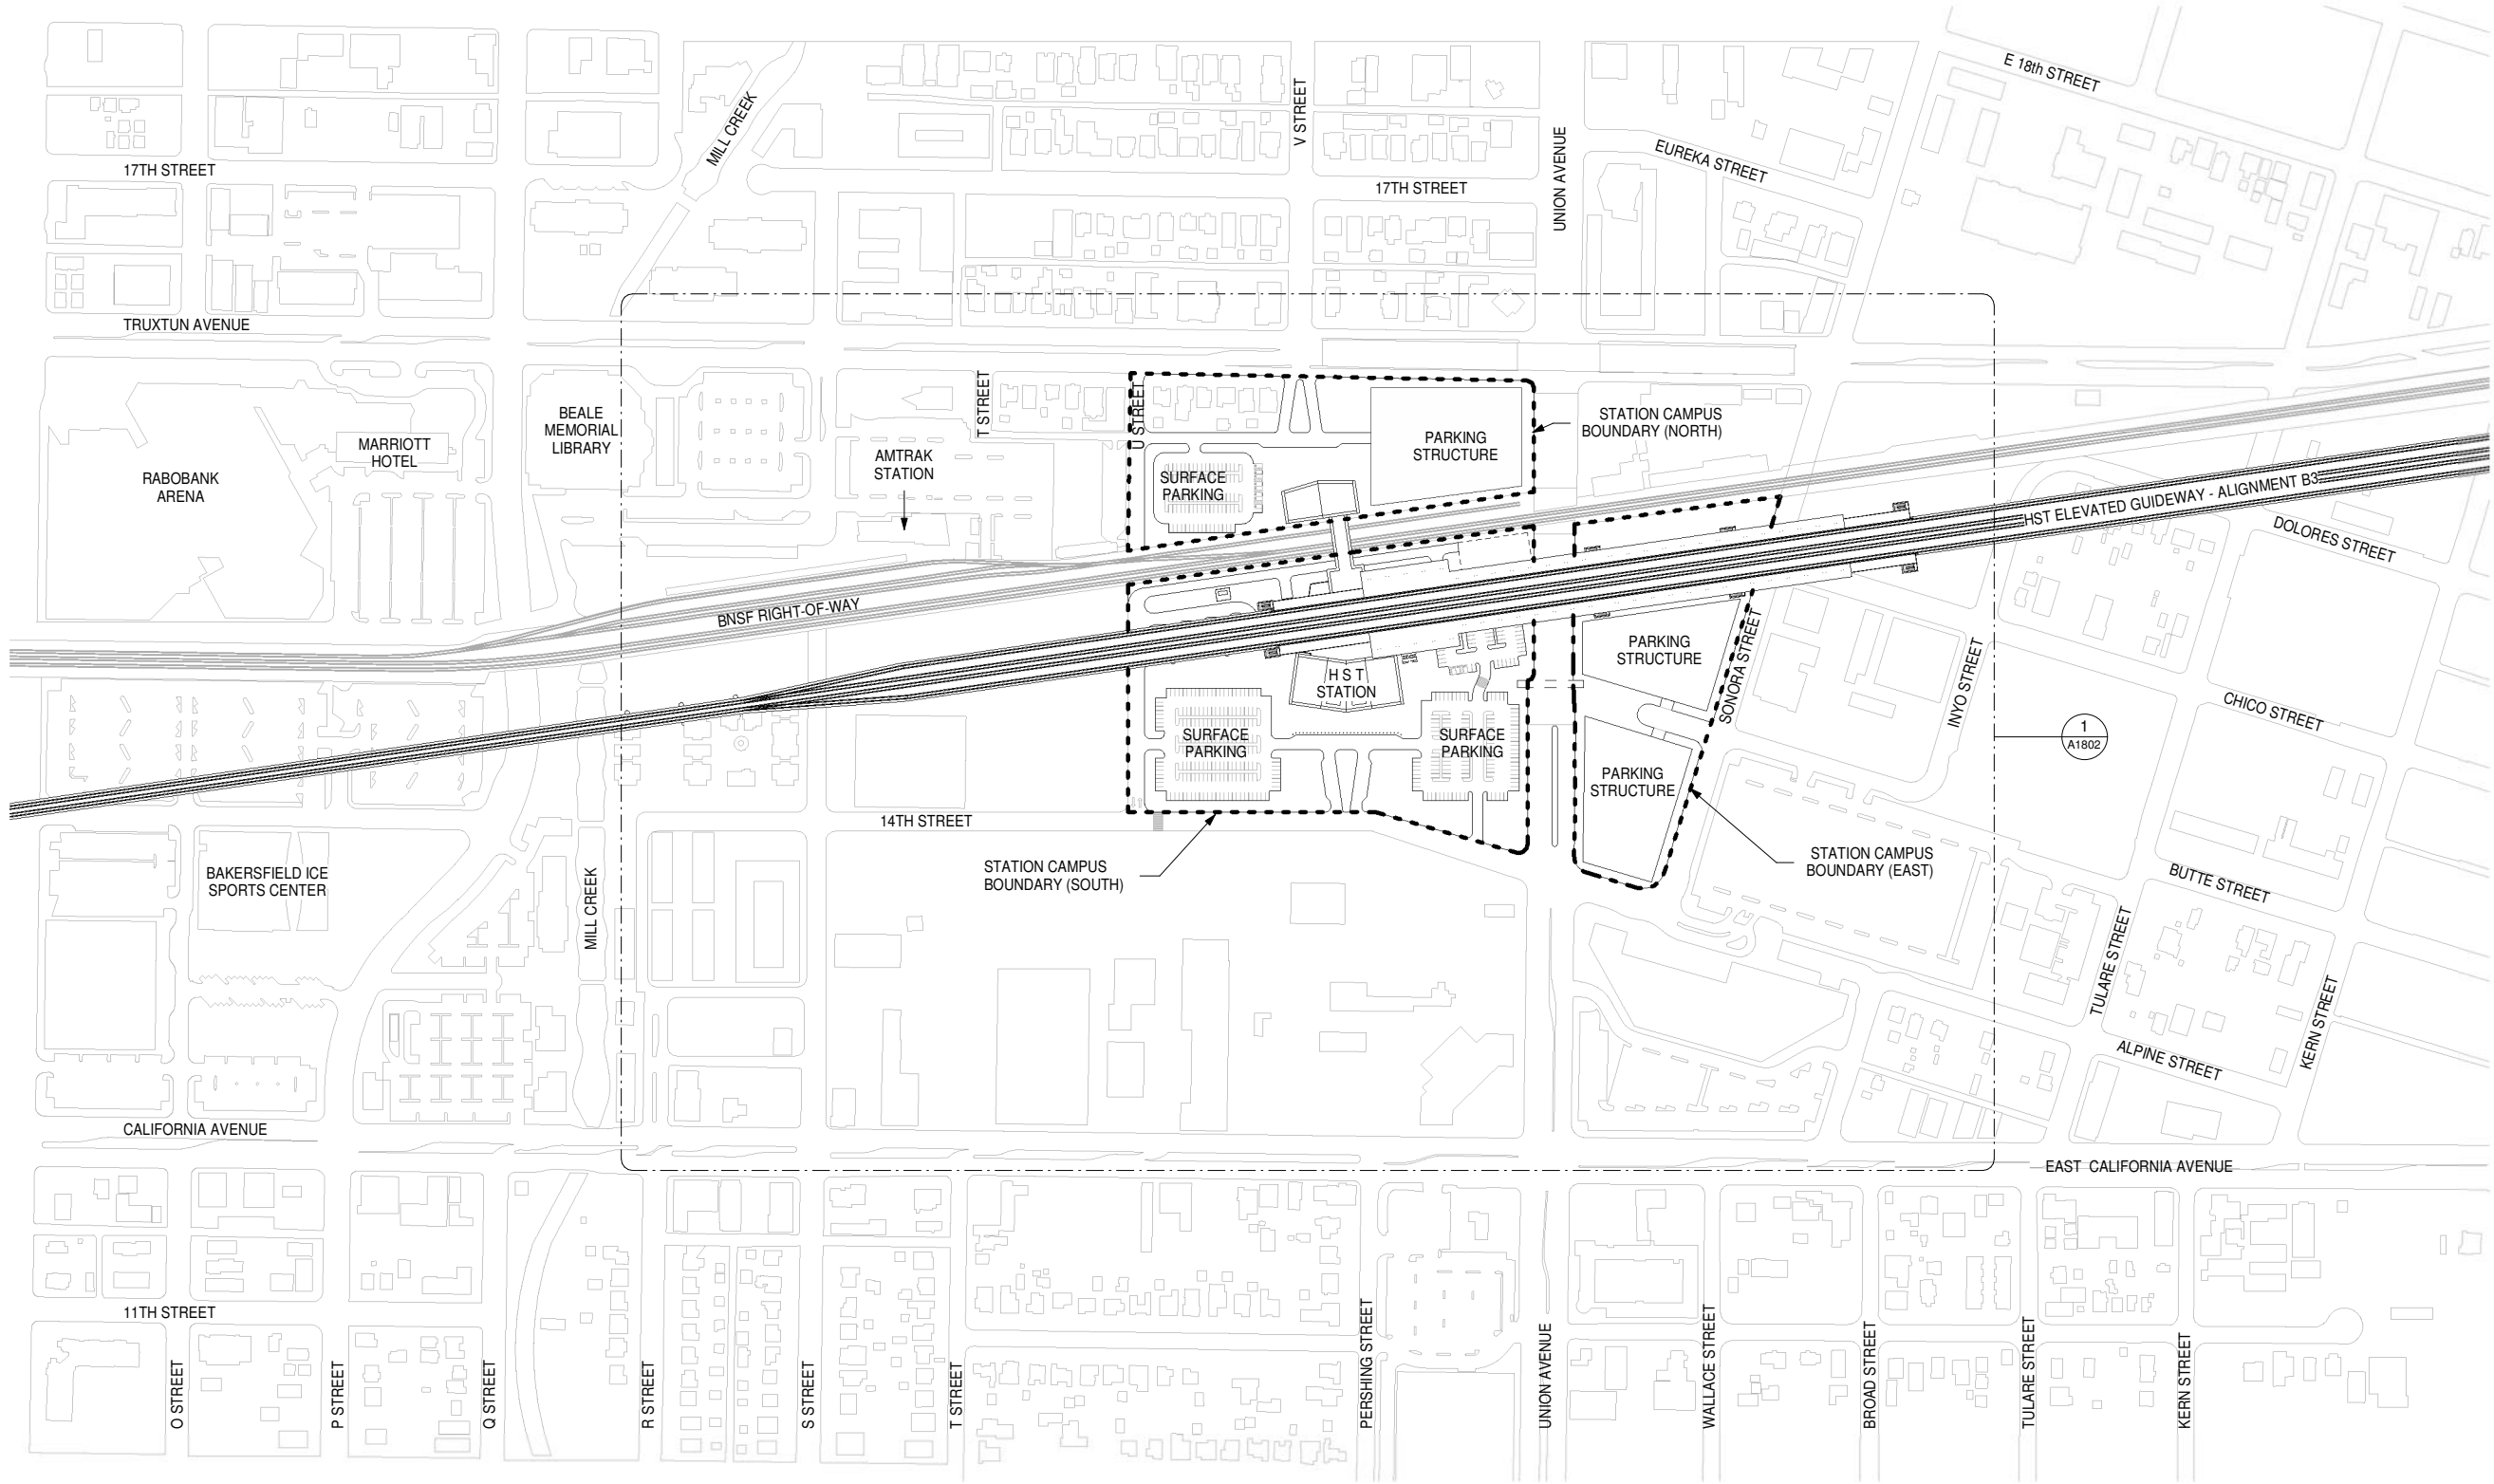 E 18th STREET
MILL CREEK
V STREET
UNION AVENUE
EUREKA STREET
17TH STREET
17TH STREET
TRUXTUN AVENUE
T STREET
U STREET
BEALE
MEMORIAL
LIBRARY
MARRIOTT
HOTEL
RABOBANK
ARENA
AMTRAK
STATION
SURFACE
PARKING
PARKING
STRUCTURE
STATION CAMPUS
BOUNDARY (NORTH)
HST ELEVATED GUIDEWAY - ALIGNMENT B3
DOLORES STREET
BNSF RIGHT-OF-WAY
PARKING
STRUCTURE
SONORA STREET
INYO STREET
H S T
STATION
CHICO STREET
1
A1802
SURFACE
PARKING
SURFACE
PARKING
PARKING
STRUCTURE
14TH STREET
STATION CAMPUS
BOUNDARY (SOUTH)
STATION CAMPUS
BOUNDARY (EAST)
BAKERSFIELD ICE
SPORTS CENTER
MILL CREEK
BUTTE STREET
TULARE STREET
KERN STREET
ALPINE STREET
CALIFORNIA AVENUE
EAST CALIFORNIA AVENUE
11TH STREET
O STREET
P STREET
Q STREET
R STREET
S STREET
T STREET
PERSHING STREET
UNION AVENUE
WALLACE STREET
BROAD STREET
TULARE STREET
KERN STREET